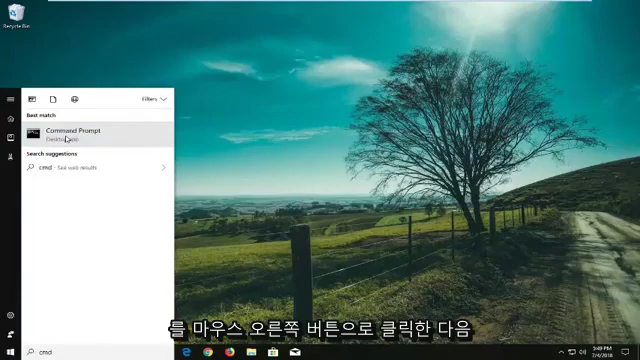 Recycle Bin
Filters
Best match
Command Prompt
Desktop app
Search suggestions
cmd - See web results
를 마우스 오른쪽 버튼으로 클릭한 다음
cmd
3:49 PM
7/4/2018